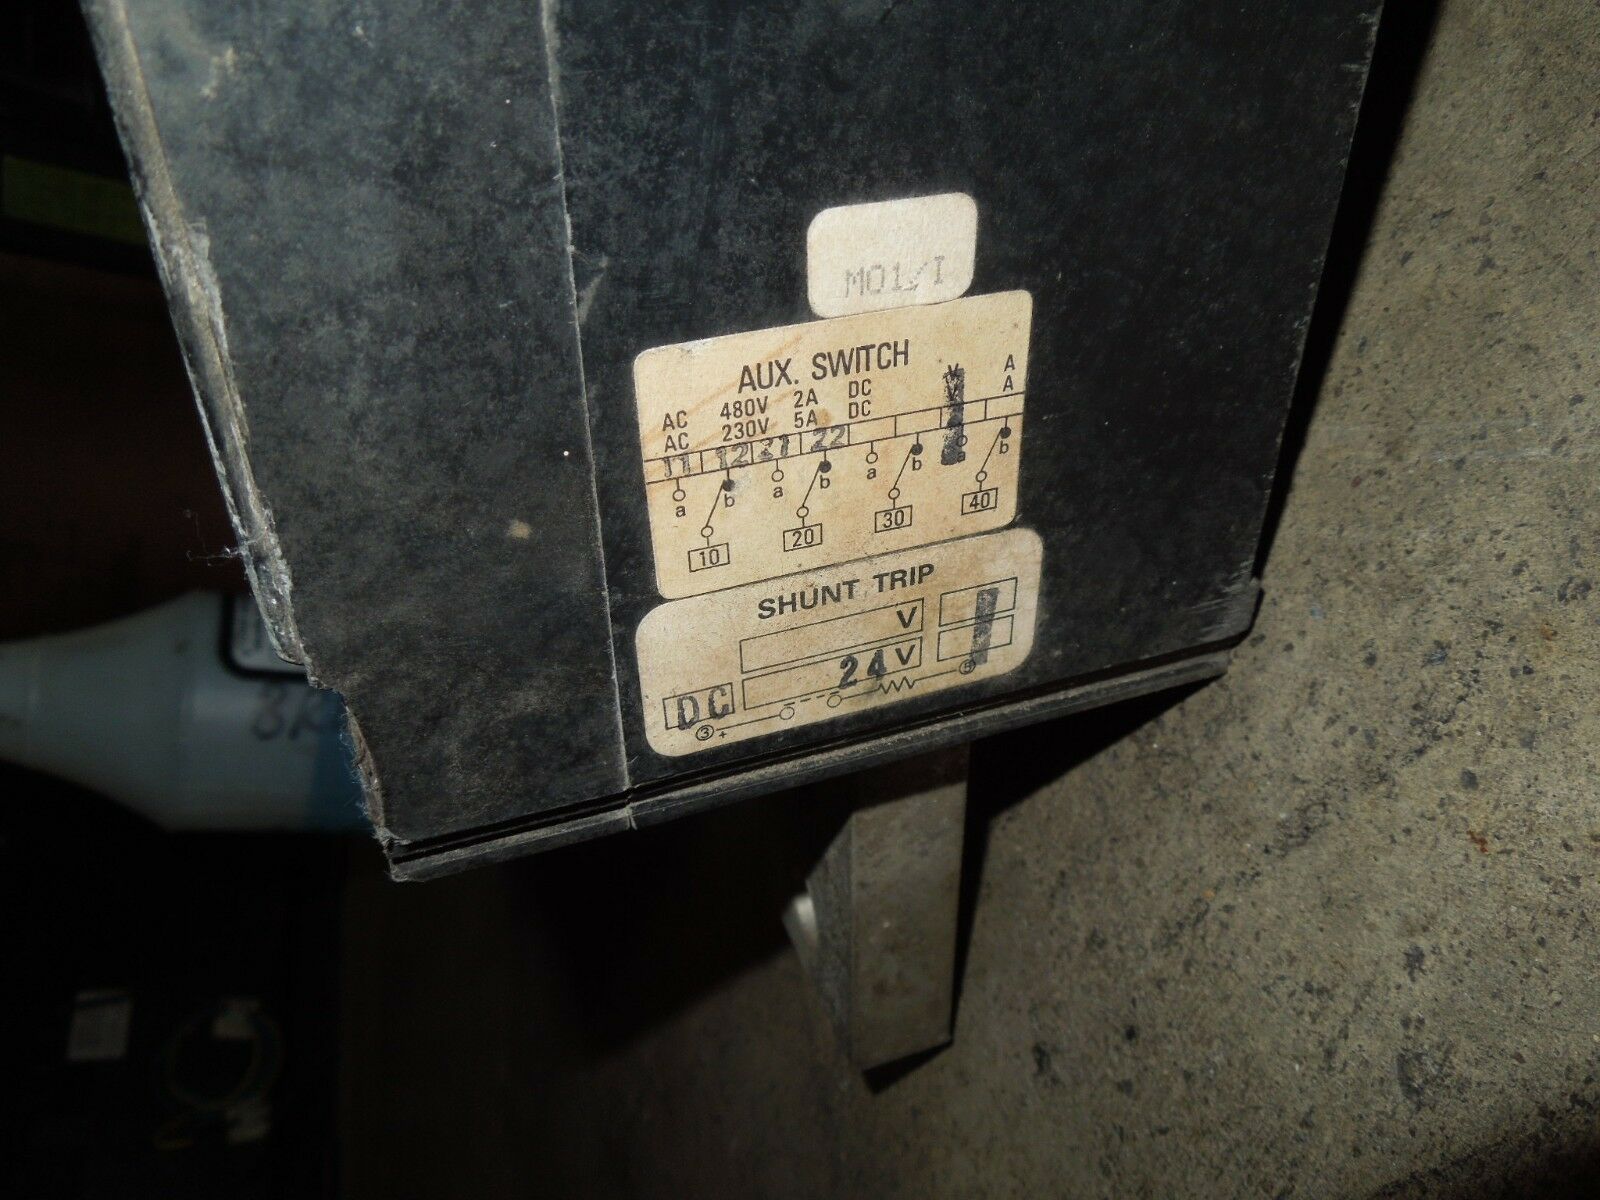 M01/I
AUX. SWITCH
AC 480V 2A DC V A
AC 230V 5A DC V A
11 12 21 22
a b a b a b a b
10 20 30 40
SHUNT TRIP
V
DC 24 V
3 +